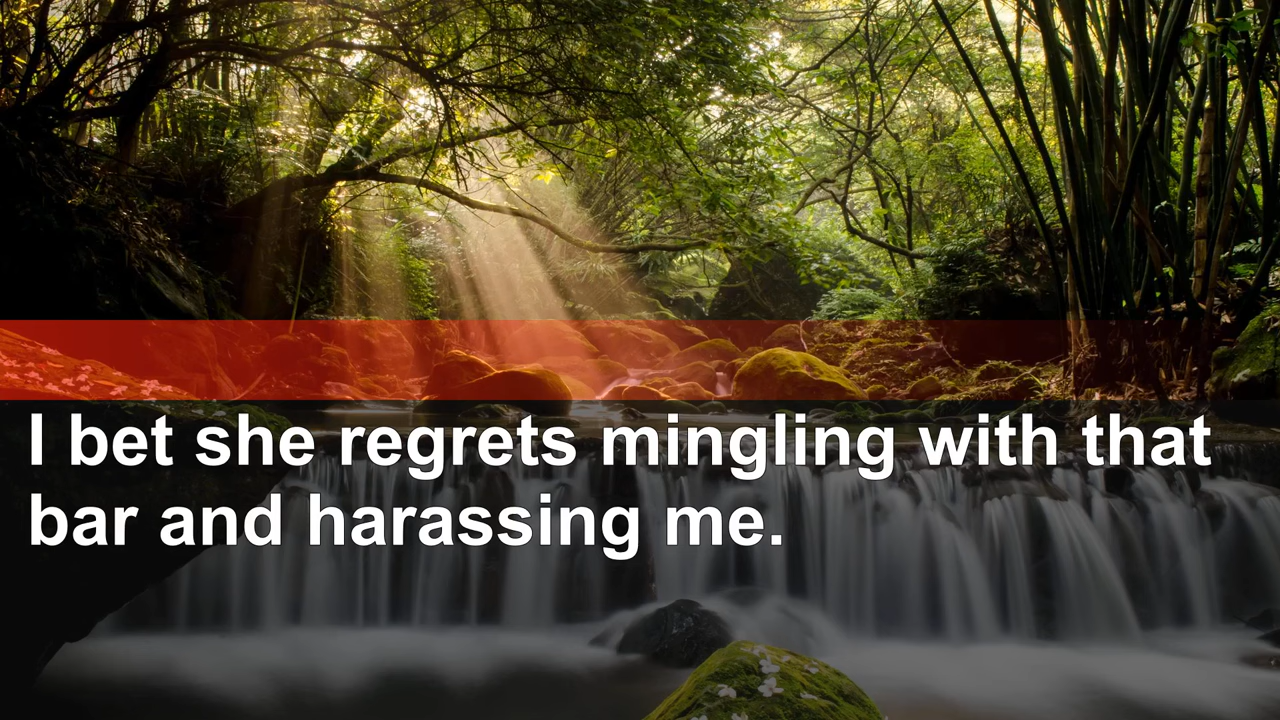 I bet she regrets mingling with that
bar and harassing me.